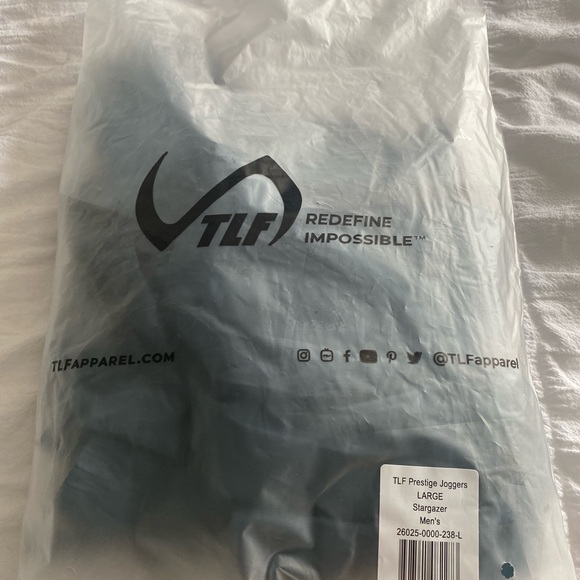 TLF
REDEFINE
IMPOSSIBLE™
TLFAPPAREL.COM
@TLFapparel
TLF Prestige Joggers
LARGE
Stargazer
Men's
26025-0000-238-L